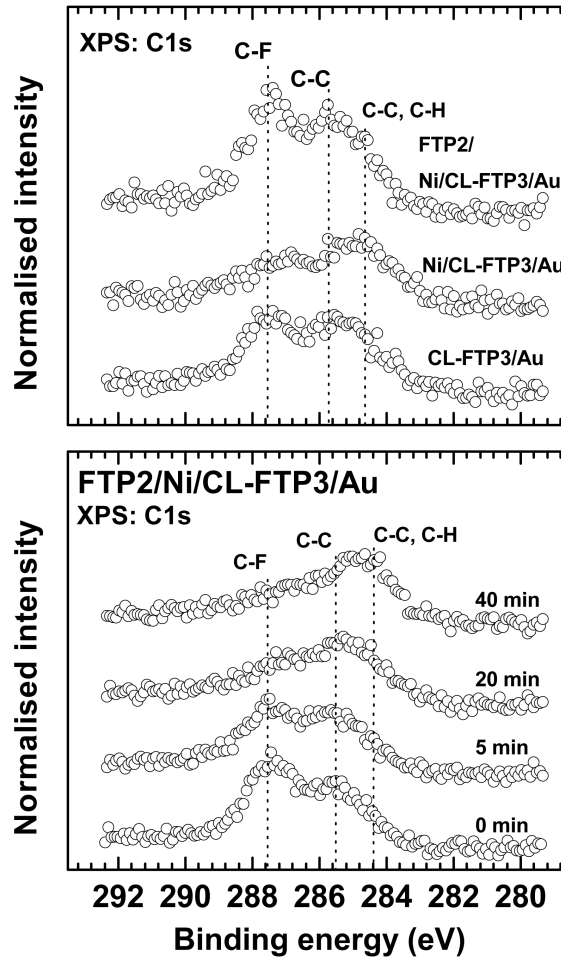 XPS: C1s
C-F
C-C
C-C, C-H
FTP2/
Ni/CL-FTP3/Au
Ni/CL-FTP3/Au
CL-FTP3/Au
Normalised intensity
FTP2/Ni/CL-FTP3/Au
XPS: C1s
C-F
C-C
C-C, C-H
40 min
20 min
5 min
0 min
Normalised intensity
292 290 288 286 284 282 280
Binding energy (eV)